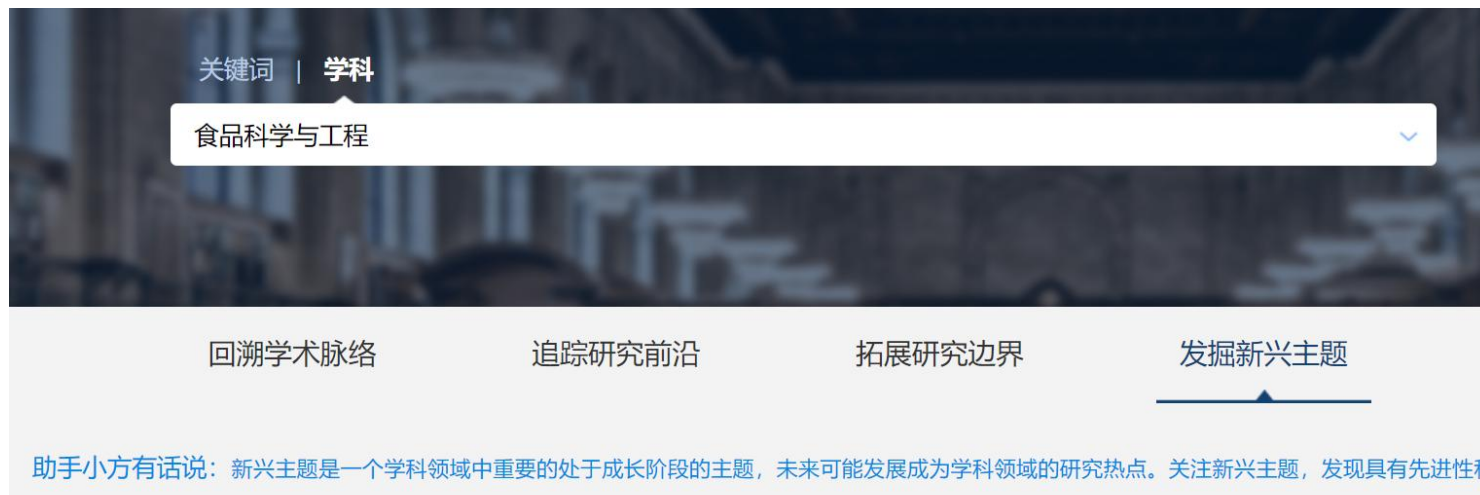 关键词 | 学科
食品科学与工程
回溯学术脉络 追踪研究前沿 拓展研究边界 发掘新兴主题
助手小方有话说：新兴主题是一个学科领域中重要的处于成长阶段的主题，未来可能发展成为学科领域的研究热点。关注新兴主题，发现具有先进性